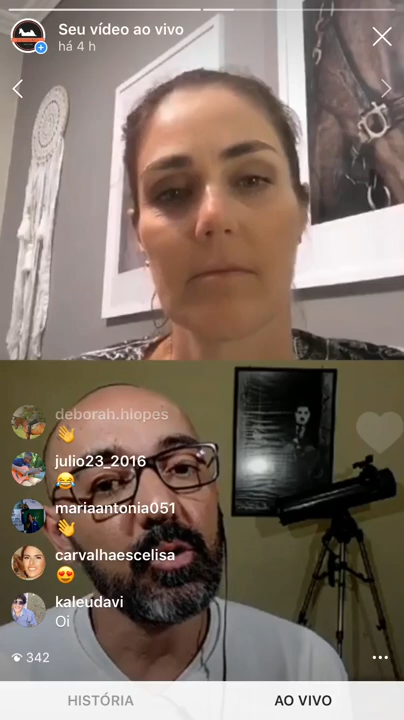 Seu vídeo ao vivo
há 4 h
deborah.hlopes
👋
julio23_2016
😂
mariaantonia051
👋
carvalhaescelisa
😍
kaleudavi
Oi
342
HISTÓRIA
AO VIVO